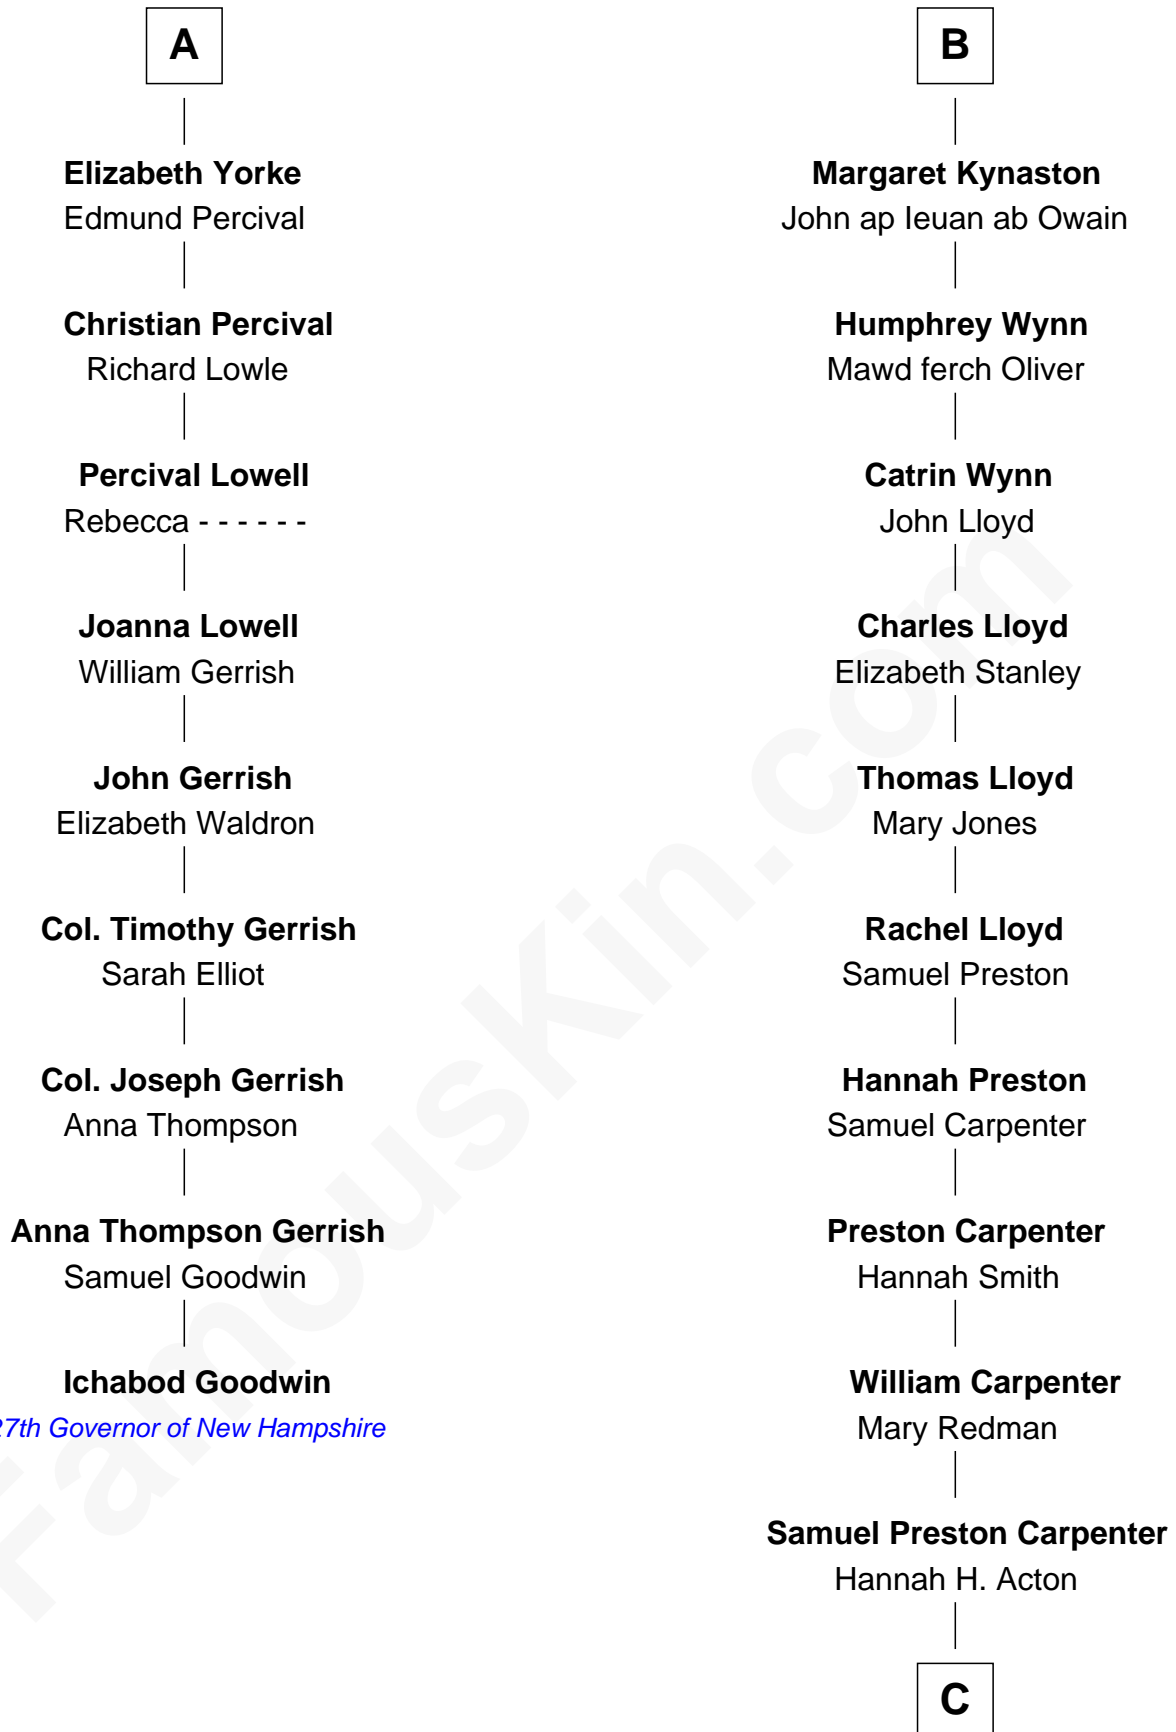 A
Elizabeth Yorke
Edmund Percival
Christian Percival
Richard Lowle
Percival Lowell
Rebecca - - - - - -
Joanna Lowell
William Gerrish
John Gerrish
Elizabeth Waldron
Col. Timothy Gerrish
Sarah Elliot
Col. Joseph Gerrish
Anna Thompson
Anna Thompson Gerrish
Samuel Goodwin
Ichabod Goodwin
27th Governor of New Hampshire
B
Margaret Kynaston
John ap Ieuan ab Owain
Humphrey Wynn
Mawd ferch Oliver
Catrin Wynn
John Lloyd
Charles Lloyd
Elizabeth Stanley
Thomas Lloyd
Mary Jones
Rachel Lloyd
Samuel Preston
Hannah Preston
Samuel Carpenter
Preston Carpenter
Hannah Smith
William Carpenter
Mary Redman
Samuel Preston Carpenter
Hannah H. Acton
C
FamousKin.com